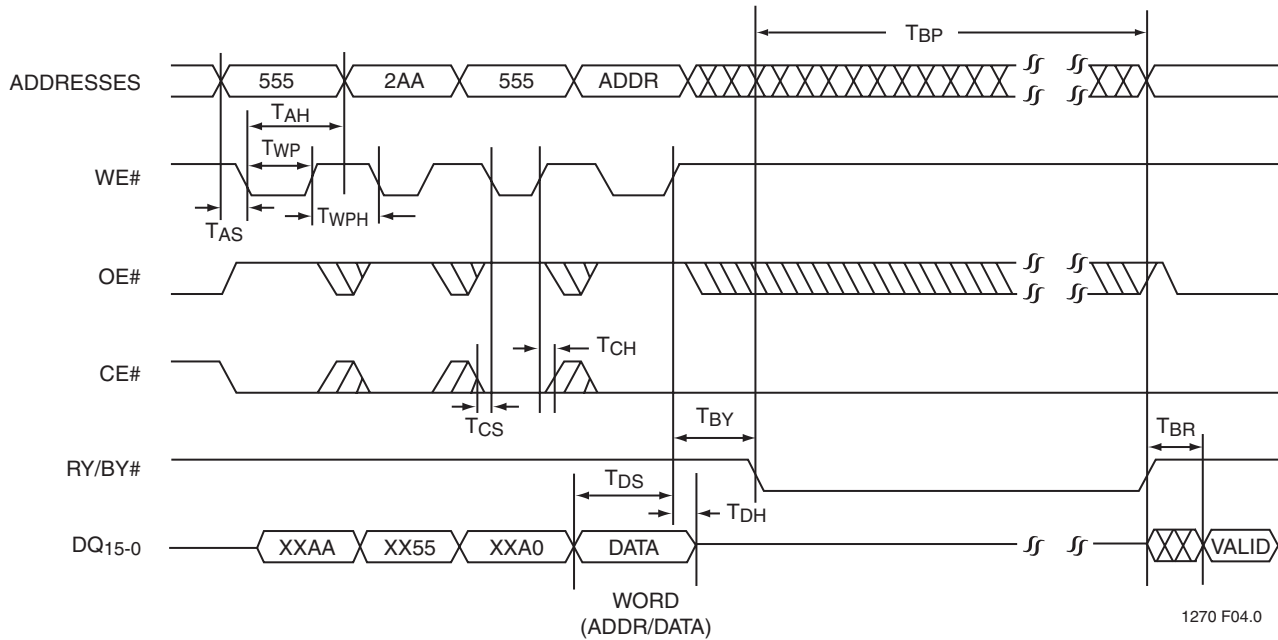 TBP
ADDRESSES 555 2AA 555 ADDR
TAH
TWP
WE#
TWPH
TAS
OE#
TCH
CE#
TCS
TBY TBR
RY/BY#
TDS
TDH
DQ15-0 XXAA XX55 XXA0 DATA VALID
WORD
(ADDR/DATA)
1270 F04.0